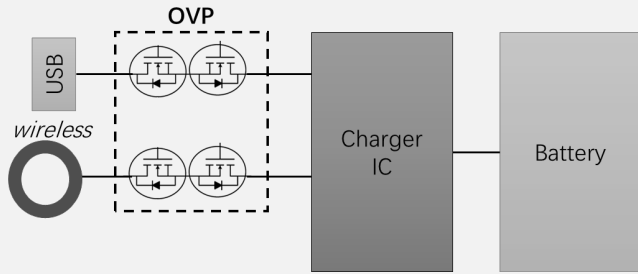 OVP
USB
wireless
Charger
IC
Battery